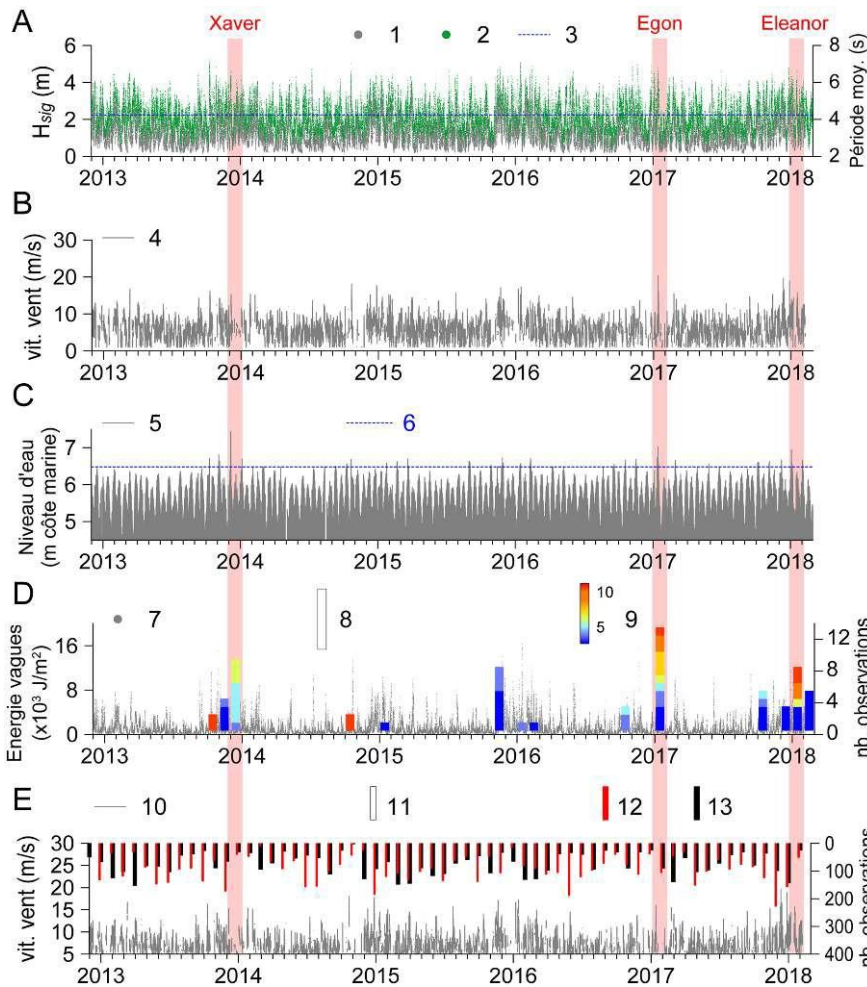 Xaver Egon Eleanor
A
1 2 3
6 4 2 0
H_sig (m)
8 6 4 2
Période moy. (s)
2013 2014 2015 2016 2017 2018
B
4
30 20 10 0
vit. vent (m/s)
2013 2014 2015 2016 2017 2018
C
5 6
7 6 5
Niveau d'eau
(m côte marine)
2013 2014 2015 2016 2017 2018
D
7 8 10 5 9
16 8 0
Energie vagues
(x10³ J/m²)
12 8 4 0
nb. observations
2013 2014 2015 2016 2017 2018
E
10 11 12 13
30 25 20 15 10 5
vit. vent (m/s)
0 100 200 300 400
nb. observations
2013 2014 2015 2016 2017 2018